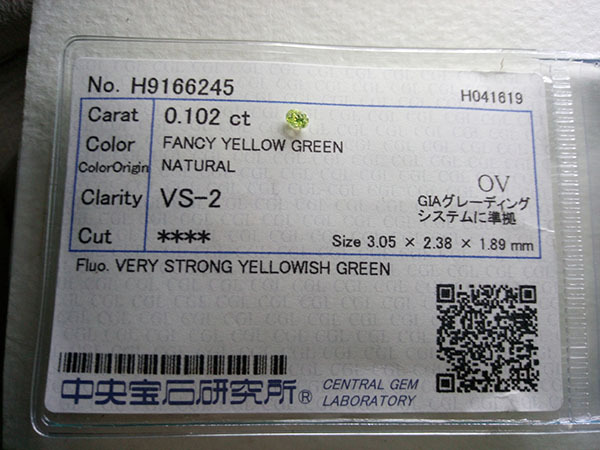 No. H9166245
H041619
Carat 0.102 ct
Color FANCY YELLOW GREEN
ColorOrigin NATURAL
Clarity VS-2
OV
GIAグレーディング
システムに準拠
Cut ****
Size 3.05 × 2.38 × 1.89 mm
Fluo. VERY STRONG YELLOWISH GREEN
中央宝石研究所® CENTRAL GEM
LABORATORY